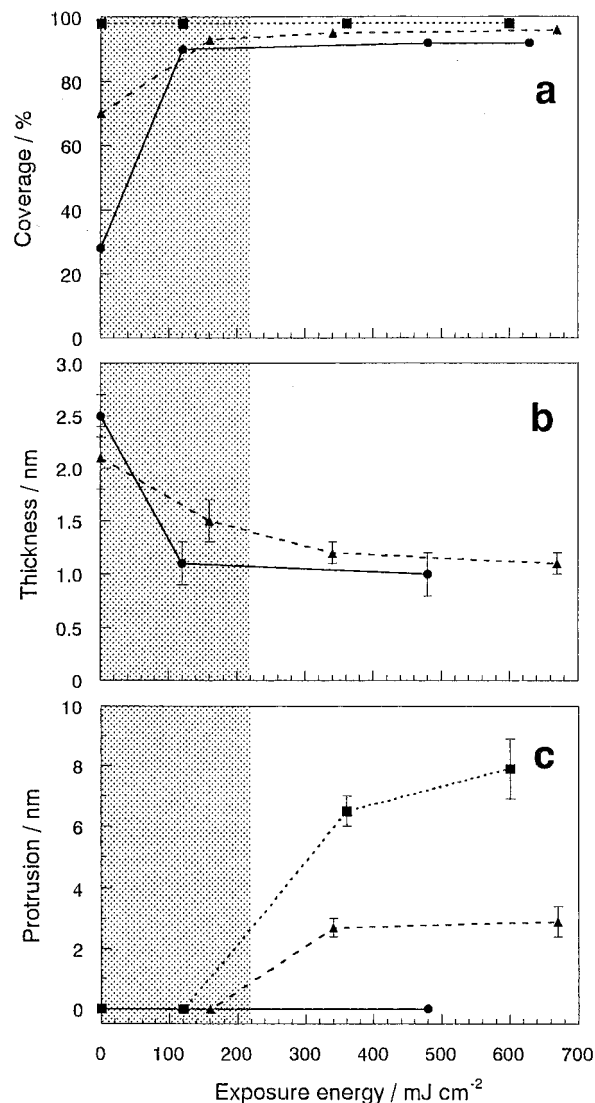 100
80
60
40
20
0
Coverage / %
a
3.0
2.5
2.0
1.5
1.0
0.5
0
Thickness / nm
b
10
8
6
4
2
0
Protrusion / nm
c
0 100 200 300 400 500 600 700
Exposure energy / mJ cm⁻²